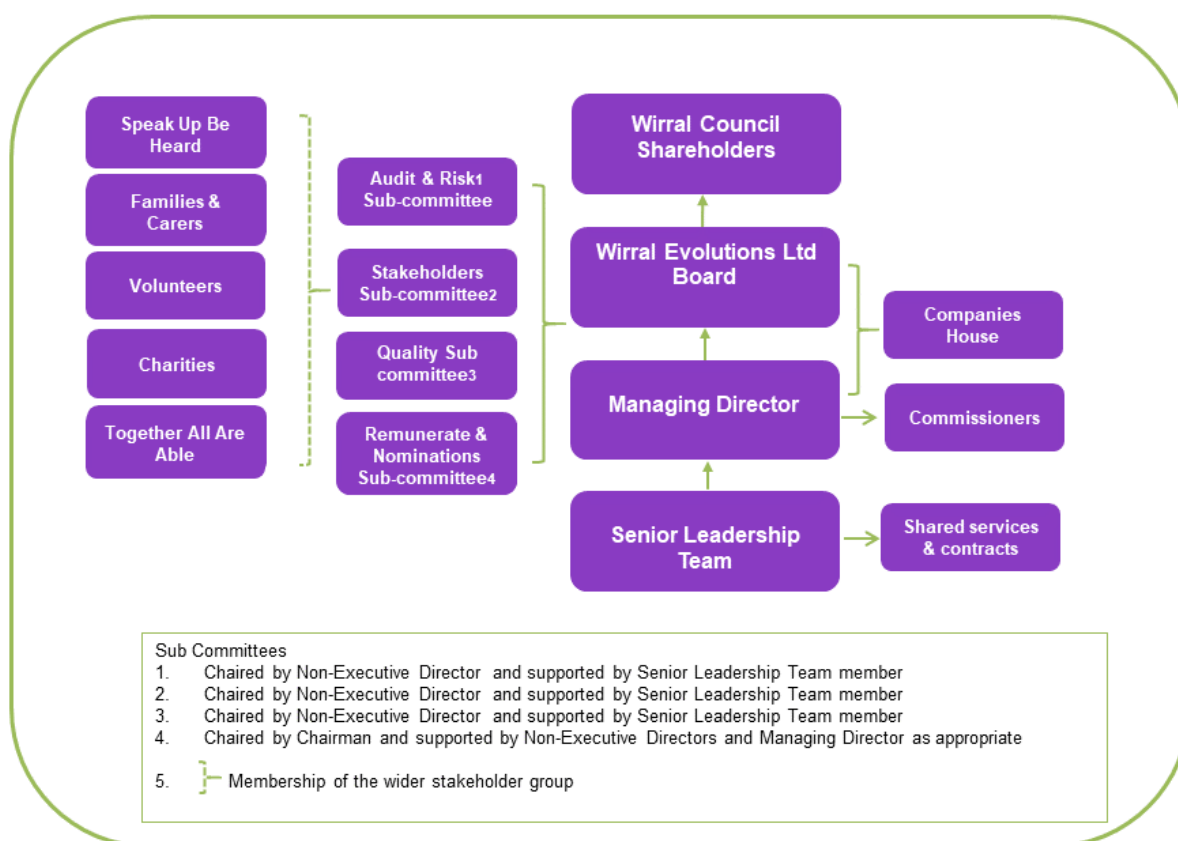 Speak Up Be
Heard
Families &
Carers
Volunteers
Charities
Together All Are
Able
Audit & Risk1
Sub-committee
Stakeholders
Sub-committee2
Quality Sub
committee3
Remunerate &
Nominations
Sub-committee4
Wirral Council
Shareholders
Wirral Evolutions Ltd
Board
Managing Director
Senior Leadership
Team
Companies
House
Commissioners
Shared services
& contracts
Sub Committees
1. Chaired by Non-Executive Director and supported by Senior Leadership Team member
2. Chaired by Non-Executive Director and supported by Senior Leadership Team member
3. Chaired by Non-Executive Director and supported by Senior Leadership Team member
4. Chaired by Chairman and supported by Non-Executive Directors and Managing Director as appropriate
5. Membership of the wider stakeholder group